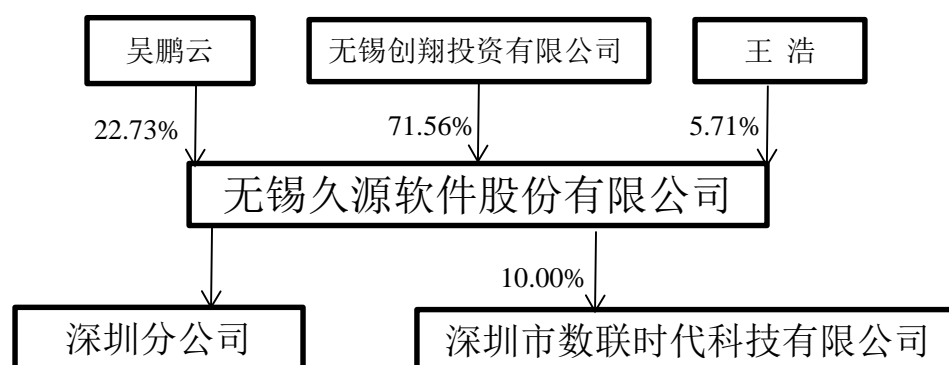 吴鹏云
无锡创翔投资有限公司
王 浩
22.73%
71.56%
5.71%
无锡久源软件股份有限公司
10.00%
深圳分公司
深圳市数联时代科技有限公司